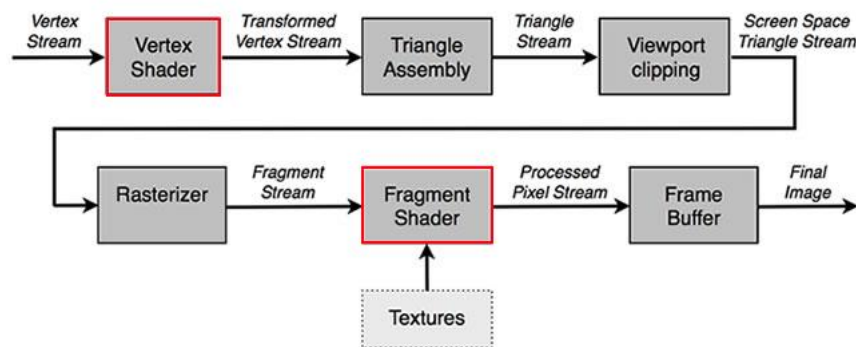 Vertex
Stream
Vertex
Shader
Transformed
Vertex Stream
Triangle
Assembly
Triangle
Stream
Viewport
clipping
Screen Space
Triangle Stream
Rasterizer
Fragment
Stream
Fragment
Shader
Processed
Pixel Stream
Frame
Buffer
Final
Image
Textures